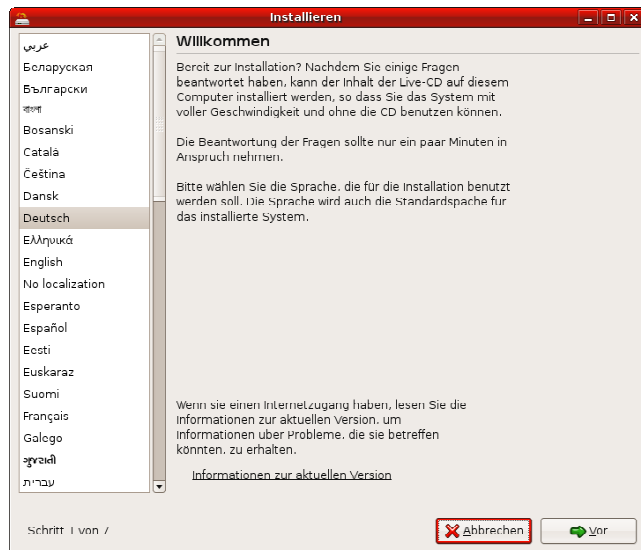 Installieren
عربي
Беларуская
Български
বাংলা
Bosanski
Català
Čeština
Dansk
Deutsch
Ελληνικά
English
No localization
Esperanto
Español
Eesti
Euskaraz
Suomi
Français
Galego
ગુજરાતી
עברית
Willkommen
Bereit zur Installation? Nachdem Sie einige Fragen
beantwortet haben, kann der Inhalt der Live-CD auf diesem
Computer installiert werden, so dass Sie das System mit
voller Geschwindigkeit und ohne die CD benutzen können.
Die Beantwortung der Fragen sollte nur ein paar Minuten in
Anspruch nehmen.
Bitte wählen Sie die Sprache, die für die Installation benutzt
werden soll. Die Sprache wird auch die Standardspache für
das installierte System.
Wenn sie einen Internetzugang haben, lesen Sie die
Informationen zur aktuellen Version, um
Informationen über Probleme, die sie betreffen
könnten, zu erhalten.
Informationen zur aktuellen Version
Schritt 1 von 7
Abbrechen
Vor